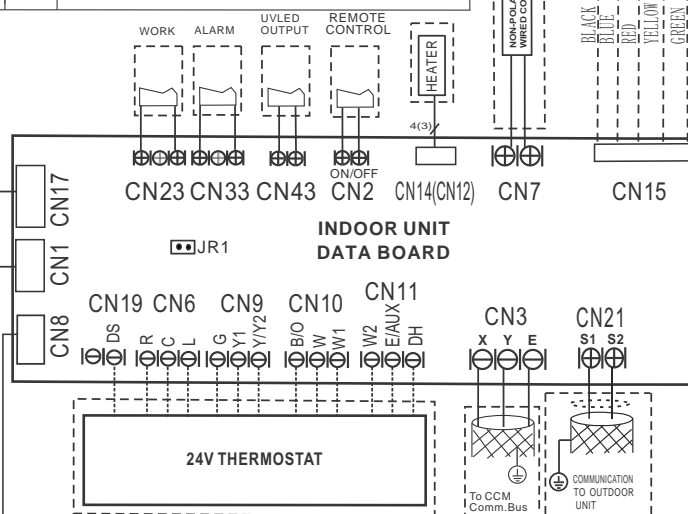 WORK
ALARM
UVLED
OUTPUT
REMOTE
CONTROL
HEATER
NON-POLA
WIRED CO
BLACK
BLUE
RED
YELLOW
GREEN
4(3)
ON/OFF
CN23
CN33
CN43
CN2
CN14(CN12)
CN7
CN15
CN17
CN1
CN8
INDOOR UNIT
DATA BOARD
JR1
CN19
CN6
CN9
CN10
CN11
CN3
CN21
DS
R
C
L
G
Y1
Y/Y2
B/O
W
W1
W2
E/AUX
DH
X
Y
E
S1
S2
24V THERMOSTAT
To CCM
Comm.Bus
COMMUNICATION
TO OUTDOOR
UNIT